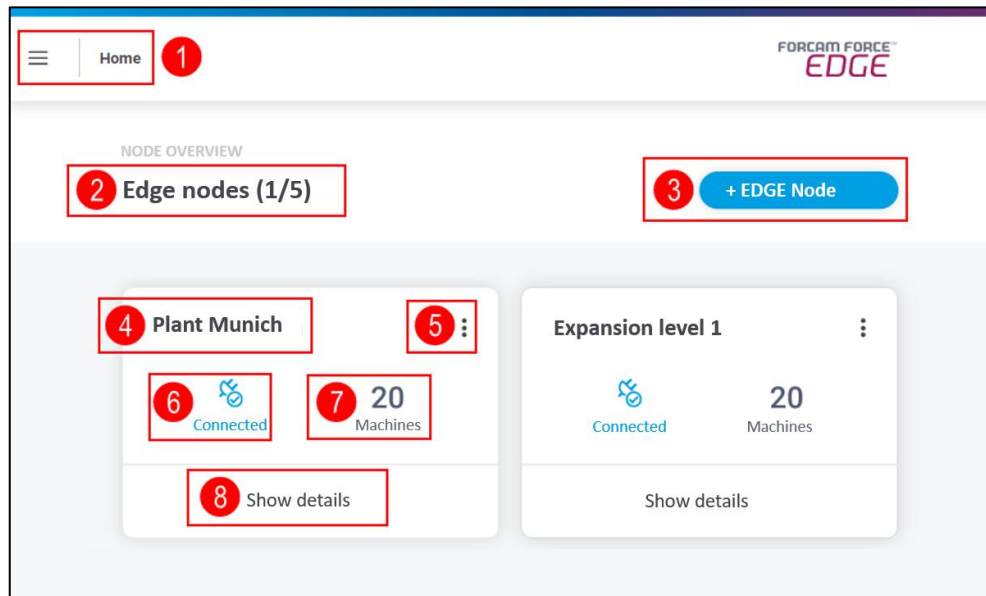 Home 1
FORCAM FORCE™
EDGE
NODE OVERVIEW
2 Edge nodes (1/5)
3 + EDGE Node
4 Plant Munich 5
6 Connected
7 20
Machines
8 Show details
Expansion level 1
Connected
20
Machines
Show details